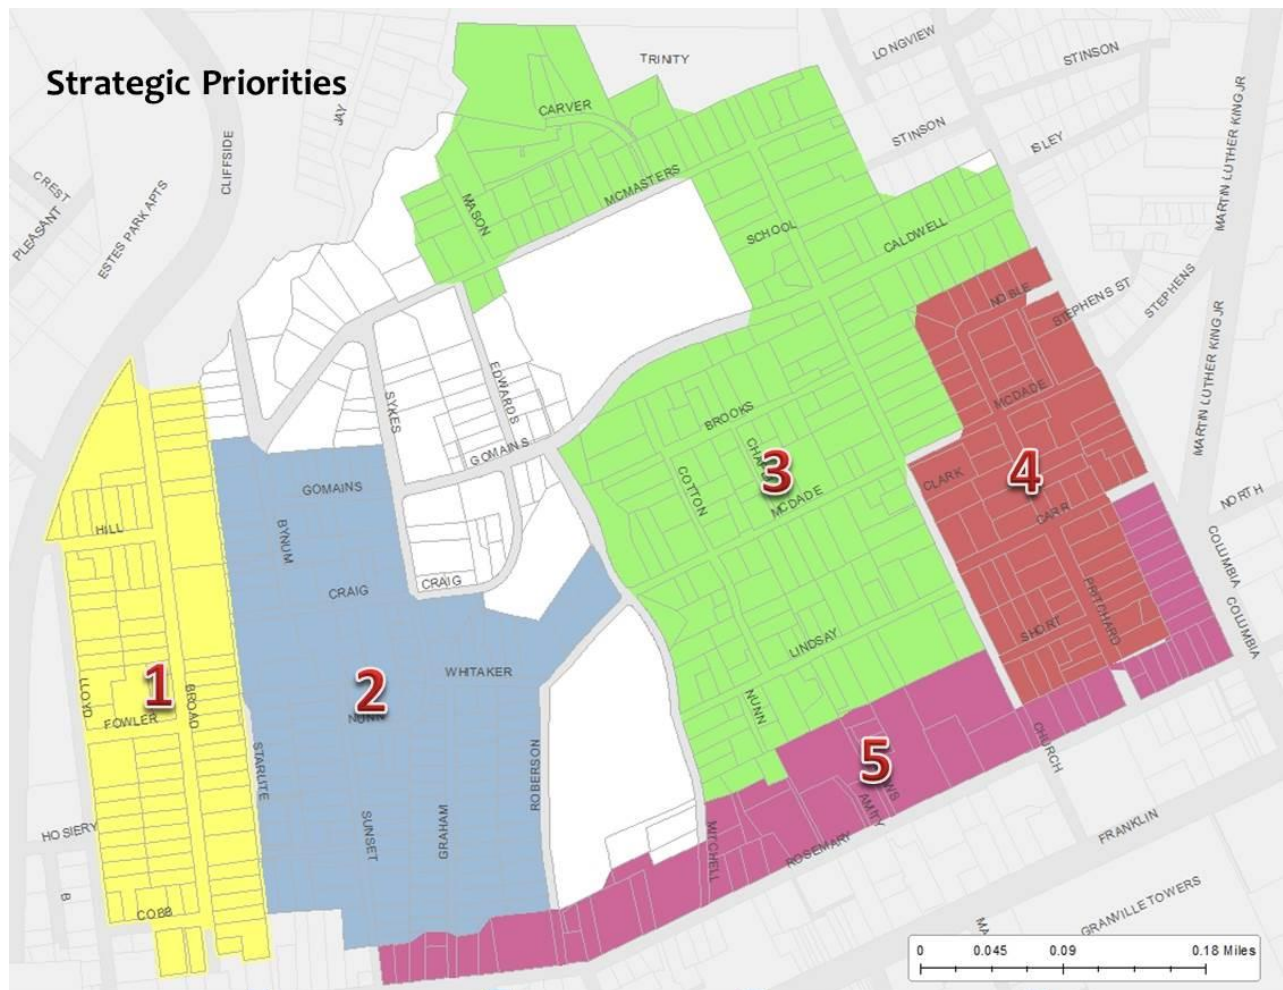 Strategic Priorities
TRINITY
LONGVIEW
STINSON
CARVER
JAY
CLIFFSIDE
STINSON
ISLEY
MARTIN LUTHER KING JR
CREST
PLEASANT
ESTES PARK APTS
MCMASTERS
MASON
SCHOOL
CALDWELL
NOBLE
STEPHENS ST
STEPHENS
MARTIN LUTHER KING JR
EDWARDS
SYKES
MCDADE
BROOKS
GOMAINS
3
4
COTTON
CLARK
MCDADE
CARR
NORTH
GOMAINS
HILL
BYNUM
CRAIG
CRAIG
COLUMBIA
COLUMBIA
PRITCHARD
SHORT
LINDSAY
WHITAKER
1
2
LLOYD
BROAD
FOWLER
NUNN
NUNN
STARLITE
ROBERSON
CHURCH
5
AMITY
HOSIERY
SUNSET
GRAHAM
MITCHELL
ROSEMARY
FRANKLIN
B
COBB
GRANVILLE TOWERS
0 0.045 0.09 0.18 Miles